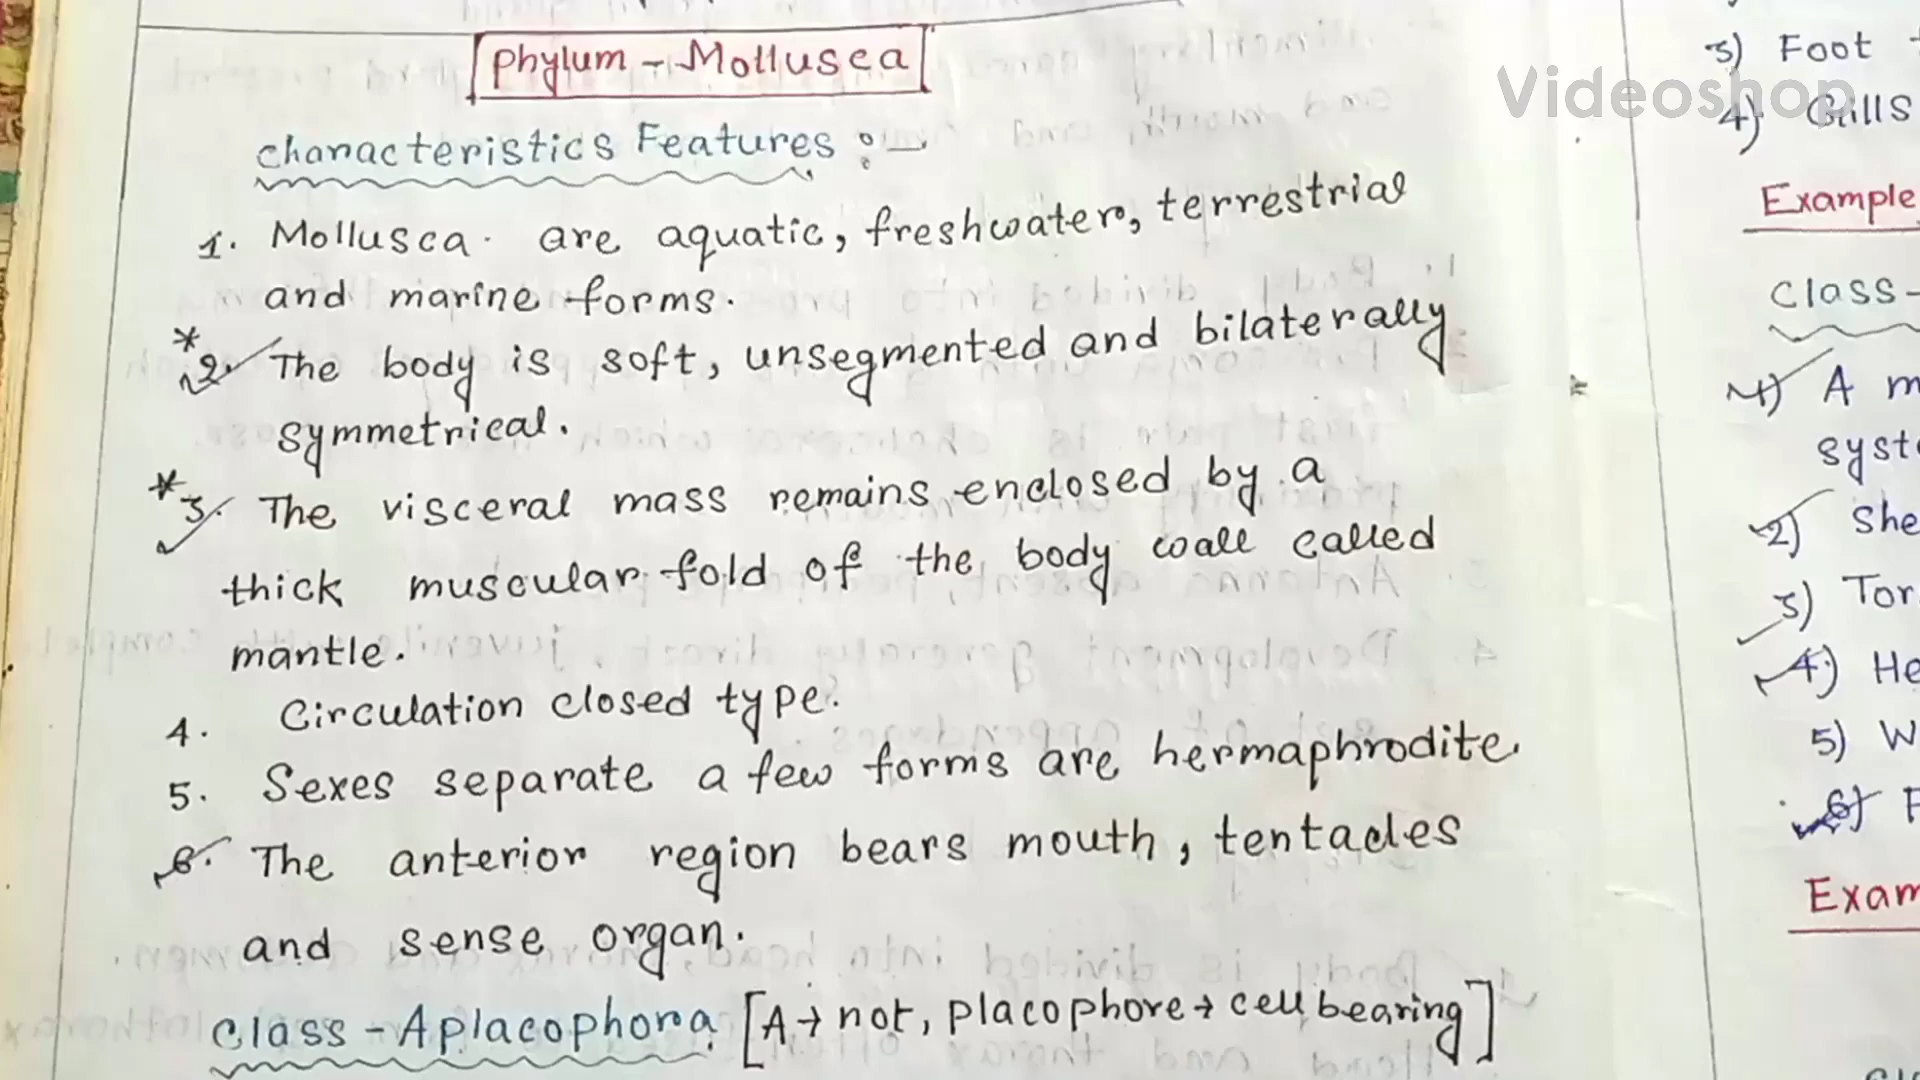 Phylum - Mollusca
Characteristics Features :-
1. Mollusca. are aquatic, freshwater, terrestrial
and marine forms.
*2. The body is soft, unsegmented and bilaterally
symmetrical.
*3. The visceral mass remains enclosed by a
thick muscular fold of the body wall called
mantle.
4. Circulation closed type.
5. Sexes separate a few forms are hermaphrodite.
6. The anterior region bears mouth, tentacles
and sense organ.
Class - Aplacophora [A → not, placophore → cell bearing]
3) Foot
4) Gills
Videoshop
Example
Class-
1) A m
syst
2) She
3) Tor
4) He
5) W
6) F
Exam